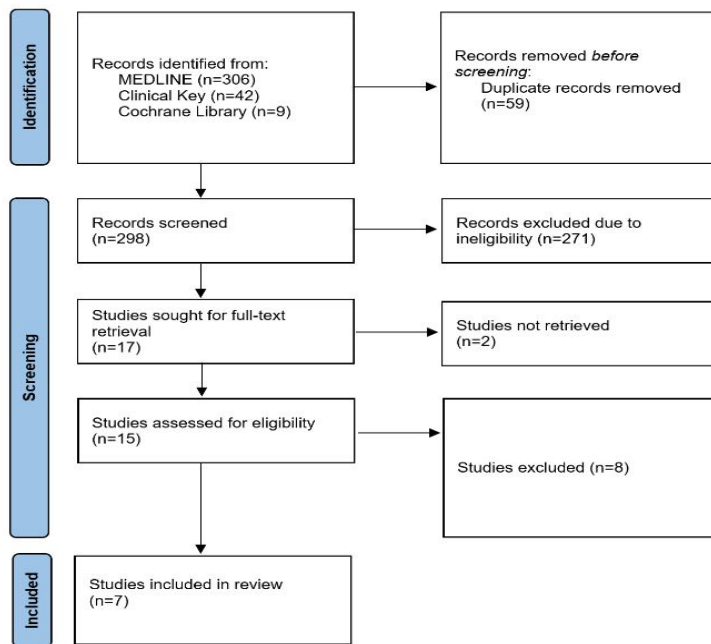 Identification
Records identified from:
MEDLINE (n=306)
Clinical Key (n=42)
Cochrane Library (n=9)
Records removed before
screening:
Duplicate records removed
(n=59)
Screening
Records screened
(n=298)
Records excluded due to
ineligibility (n=271)
Studies sought for full-text
retrieval
(n=17)
Studies not retrieved
(n=2)
Studies assessed for eligibility
(n=15)
Studies excluded (n=8)
Included
Studies included in review
(n=7)